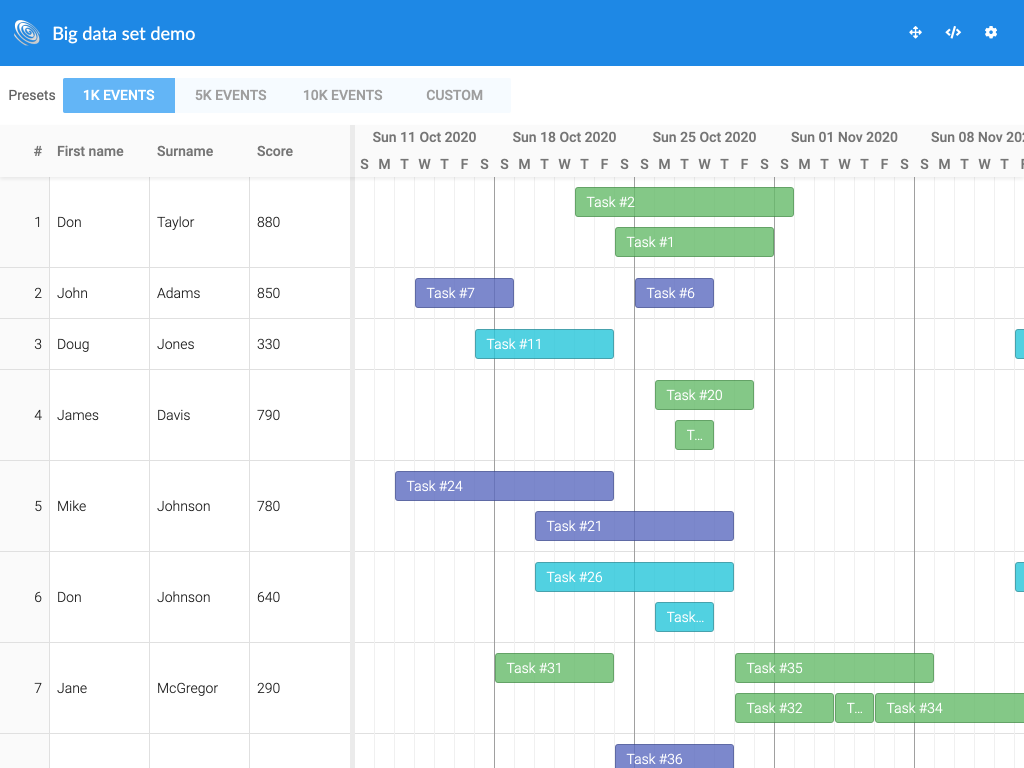 Big data set demo
Presets 1K EVENTS 5K EVENTS 10K EVENTS CUSTOM
# First name Surname Score
Sun 11 Oct 2020 Sun 18 Oct 2020 Sun 25 Oct 2020 Sun 01 Nov 2020 Sun 08 Nov 202
S M T W T F S S M T W T F S S M T W T F S S M T W T F S S M T W T F
1 Don Taylor 880
Task #2
Task #1
2 John Adams 850
Task #7 Task #6
3 Doug Jones 330
Task #11
4 James Davis 790
Task #20
T...
5 Mike Johnson 780
Task #24
Task #21
6 Don Johnson 640
Task #26
Task...
7 Jane McGregor 290
Task #31 Task #35
Task #32 T... Task #34
Task #36